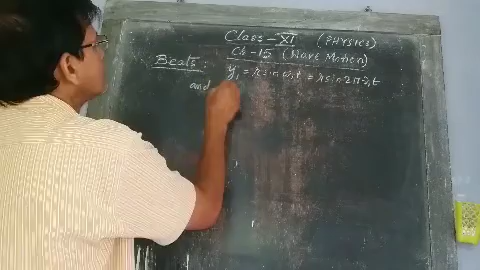 Class-XI (PHYSICS)
Ch-15 (Wave Motion)
Beats:
y₁ = r sin ω₁t = r sin 2πν₁t
and